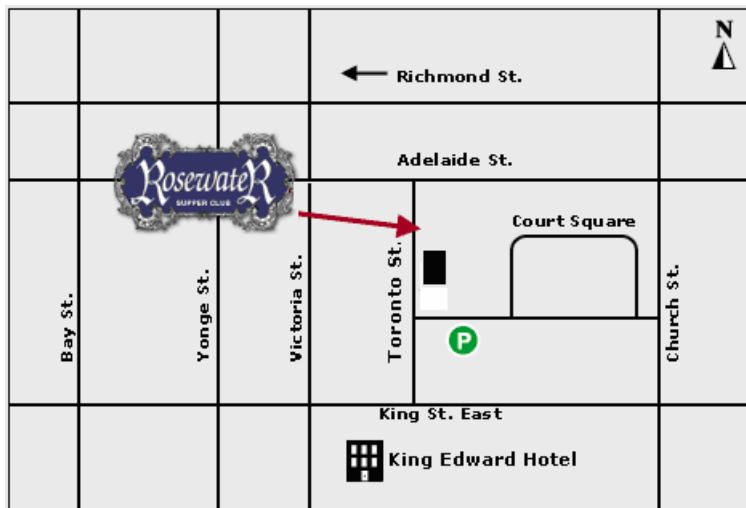 N
Richmond St.
Adelaide St.
RosewateR
SUPPER CLUB
Court Square
Bay St.
Yonge St.
Victoria St.
Toronto St.
Church St.
P
King St. East
King Edward Hotel